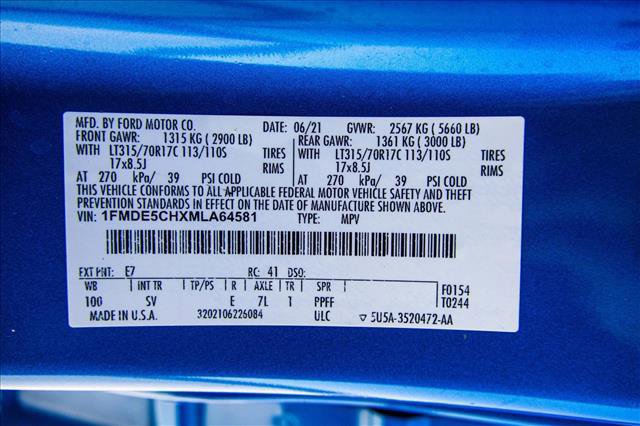 MFD. BY FORD MOTOR CO. DATE: 06/21 GVWR: 2567 KG ( 5660 LB)
FRONT GAWR: 1315 KG ( 2900 LB) REAR GAWR: 1361 KG ( 3000 LB)
WITH LT315/70R17C 113/110S TIRES WITH LT315/70R17C 113/110S TIRES
17x8.5J RIMS 17x8.5J RIMS
AT 270 kPa/ 39 PSI COLD AT 270 kPa/ 39 PSI COLD
THIS VEHICLE CONFORMS TO ALL APPLICABLE FEDERAL MOTOR VEHICLE SAFETY AND THEFT
PREVENTION STANDARDS IN EFFECT ON THE DATE OF MANUFACTURE SHOWN ABOVE.
VIN: 1FMDE5CHXMLA64581 TYPE: MPV
EXT PNT: E7 RC: 41 DSO:
WB INT TR TP/PS R AXLE TR SPR F0154
100 SV E 7L T PPFF T0244
MADE IN U.S.A. 3202106226084 ULC ▽ 5U5A-3520472-AA